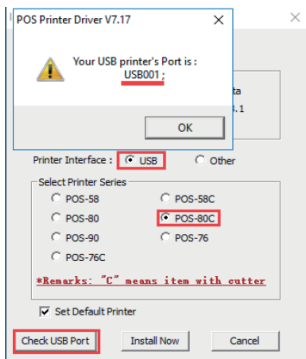 POS Printer Driver V7.17
Your USB printer's Port is :
USB001 ;
OK
ta
.1
Printer Interface : USB Other
Select Printer Series
POS-58 POS-58C
POS-80 POS-80C
POS-90 POS-76
POS-76C
*Remarks: "C" means item with cutter
Set Default Printer
Check USB Port Install Now Cancel